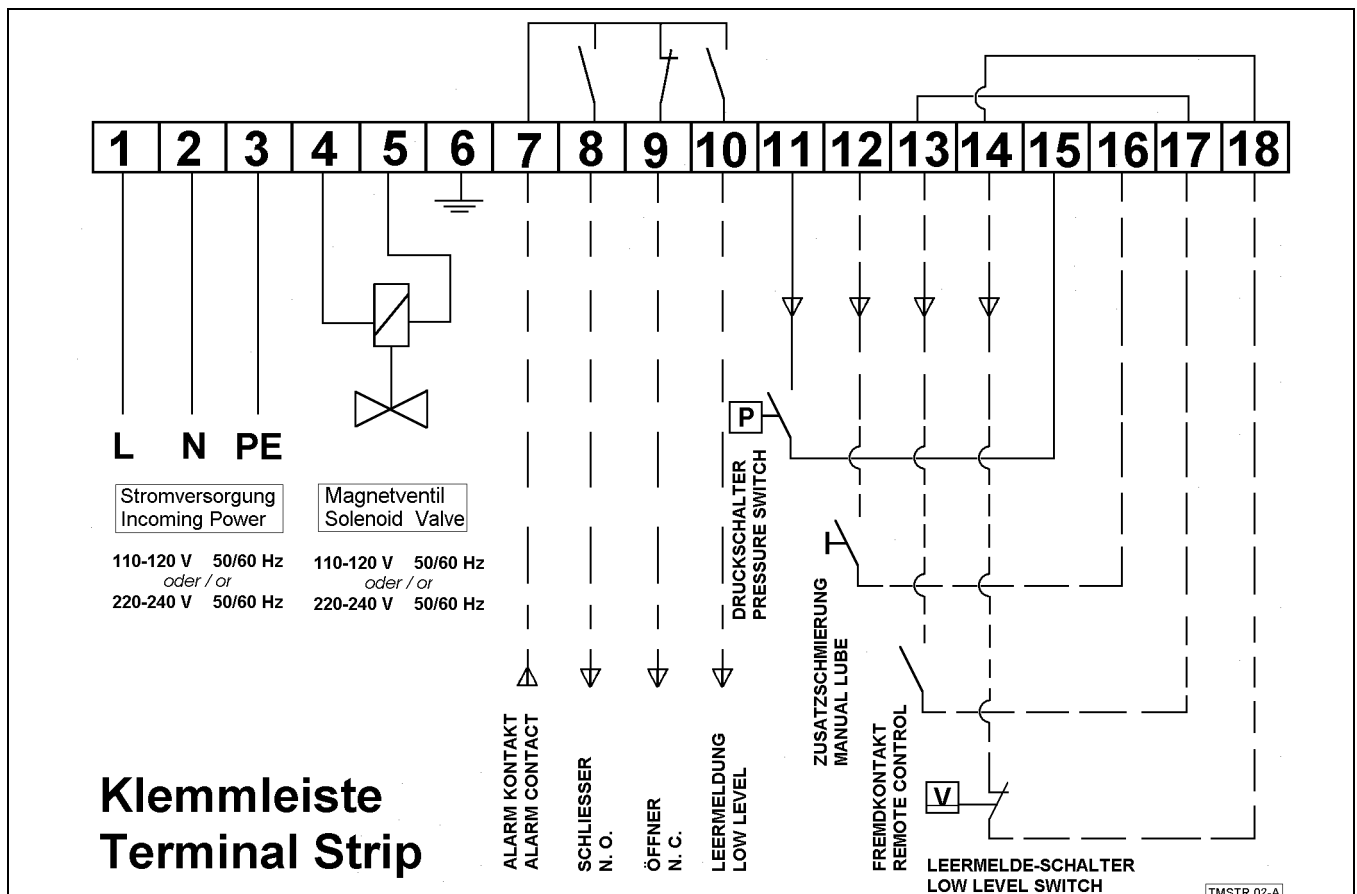 1 2 3 4 5 6 7 8 9 10 11 12 13 14 15 16 17 18
L N PE
Stromversorgung
Incoming Power
110-120 V 50/60 Hz
oder / or
220-240 V 50/60 Hz
Magnetventil
Solenoid Valve
110-120 V 50/60 Hz
oder / or
220-240 V 50/60 Hz
ALARM KONTAKT
ALARM CONTACT
SCHLIESSER
N. O.
ÖFFNER
N. C.
LEERMELDUNG
LOW LEVEL
P
DRUCKSCHALTER
PRESSURE SWITCH
ZUSATZSCHMIERUNG
MANUAL LUBE
FREMDKONTAKT
REMOTE CONTROL
V
LEERMELDE-SCHALTER
LOW LEVEL SWITCH
Klemmleiste
Terminal Strip
TMSTR 02-A